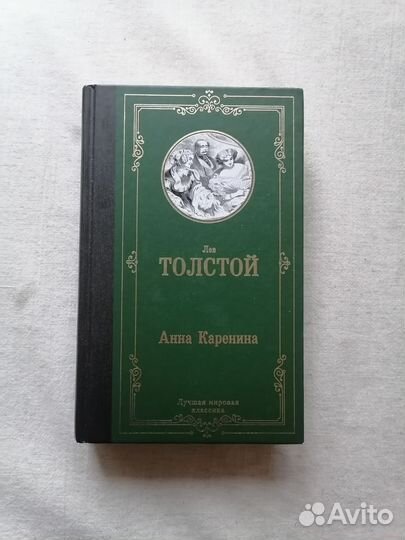 Лев
ТОЛСТОЙ
Анна Каренина
Лучшая мировая
классика
Avito